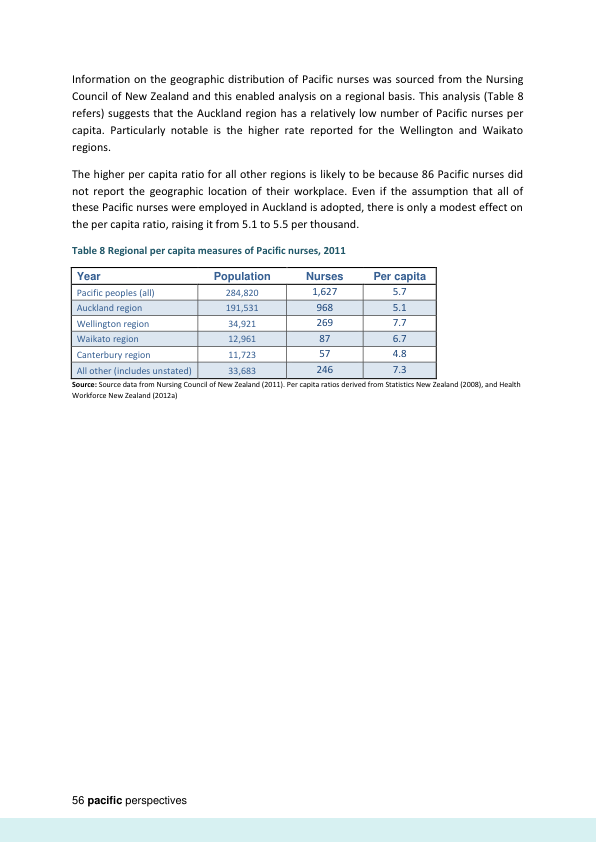 Information on the geographic distribution of Pacific nurses was sourced from the Nursing
Council of New Zealand and this enabled analysis on a regional basis. This analysis (Table 8
refers) suggests that the Auckland region has a relatively low number of Pacific nurses per
capita. Particularly notable is the higher rate reported for the Wellington and Waikato
regions.
The higher per capita ratio for all other regions is likely to be because 86 Pacific nurses did
not report the geographic location of their workplace. Even if the assumption that all of
these Pacific nurses were employed in Auckland is adopted, there is only a modest effect on
the per capita ratio, raising it from 5.1 to 5.5 per thousand.
Table 8 Regional per capita measures of Pacific nurses, 2011
Year Population Nurses Per capita
Pacific peoples (all) 284,820 1,627 5.7
Auckland region 191,531 968 5.1
Wellington region 34,921 269 7.7
Waikato region 12,961 87 6.7
Canterbury region 11,723 57 4.8
All other (includes unstated) 33,683 246 7.3
Source: Source data from Nursing Council of New Zealand (2011). Per capita ratios derived from Statistics New Zealand (2008), and Health
Workforce New Zealand (2012a)
56 pacific perspectives